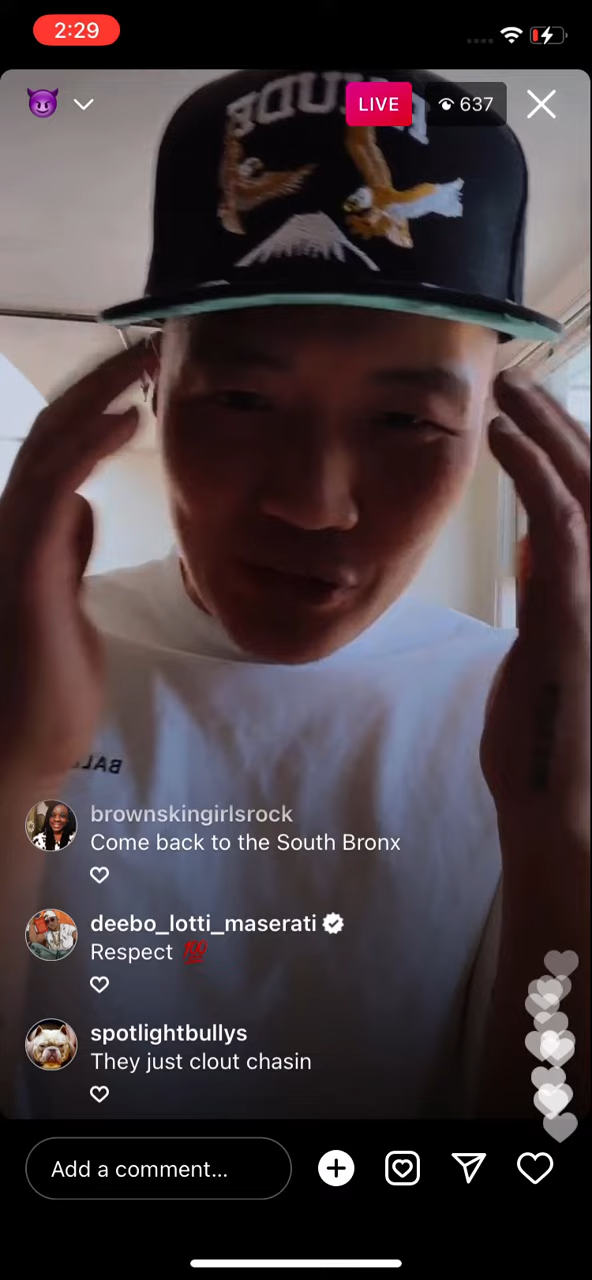 2:29
LIVE
637
brownskingirlsrock
Come back to the South Bronx
deebo_lotti_maserati
Respect 💯
spotlightbullys
They just clout chasin
Add a comment...